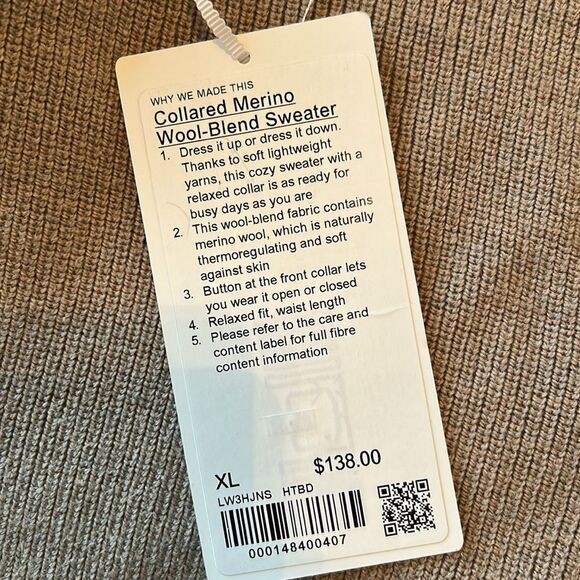 WHY WE MADE THIS
Collared Merino
Wool-Blend Sweater
1. Dress it up or dress it down.
Thanks to soft lightweight
yarns, this cozy sweater with a
relaxed collar is as ready for
busy days as you are
2. This wool-blend fabric contains
merino wool, which is naturally
thermoregulating and soft
against skin
3. Button at the front collar lets
you wear it open or closed
4. Relaxed fit, waist length
5. Please refer to the care and
content label for full fibre
content information
XL $138.00
LW3HJNS HTBD
000148400407